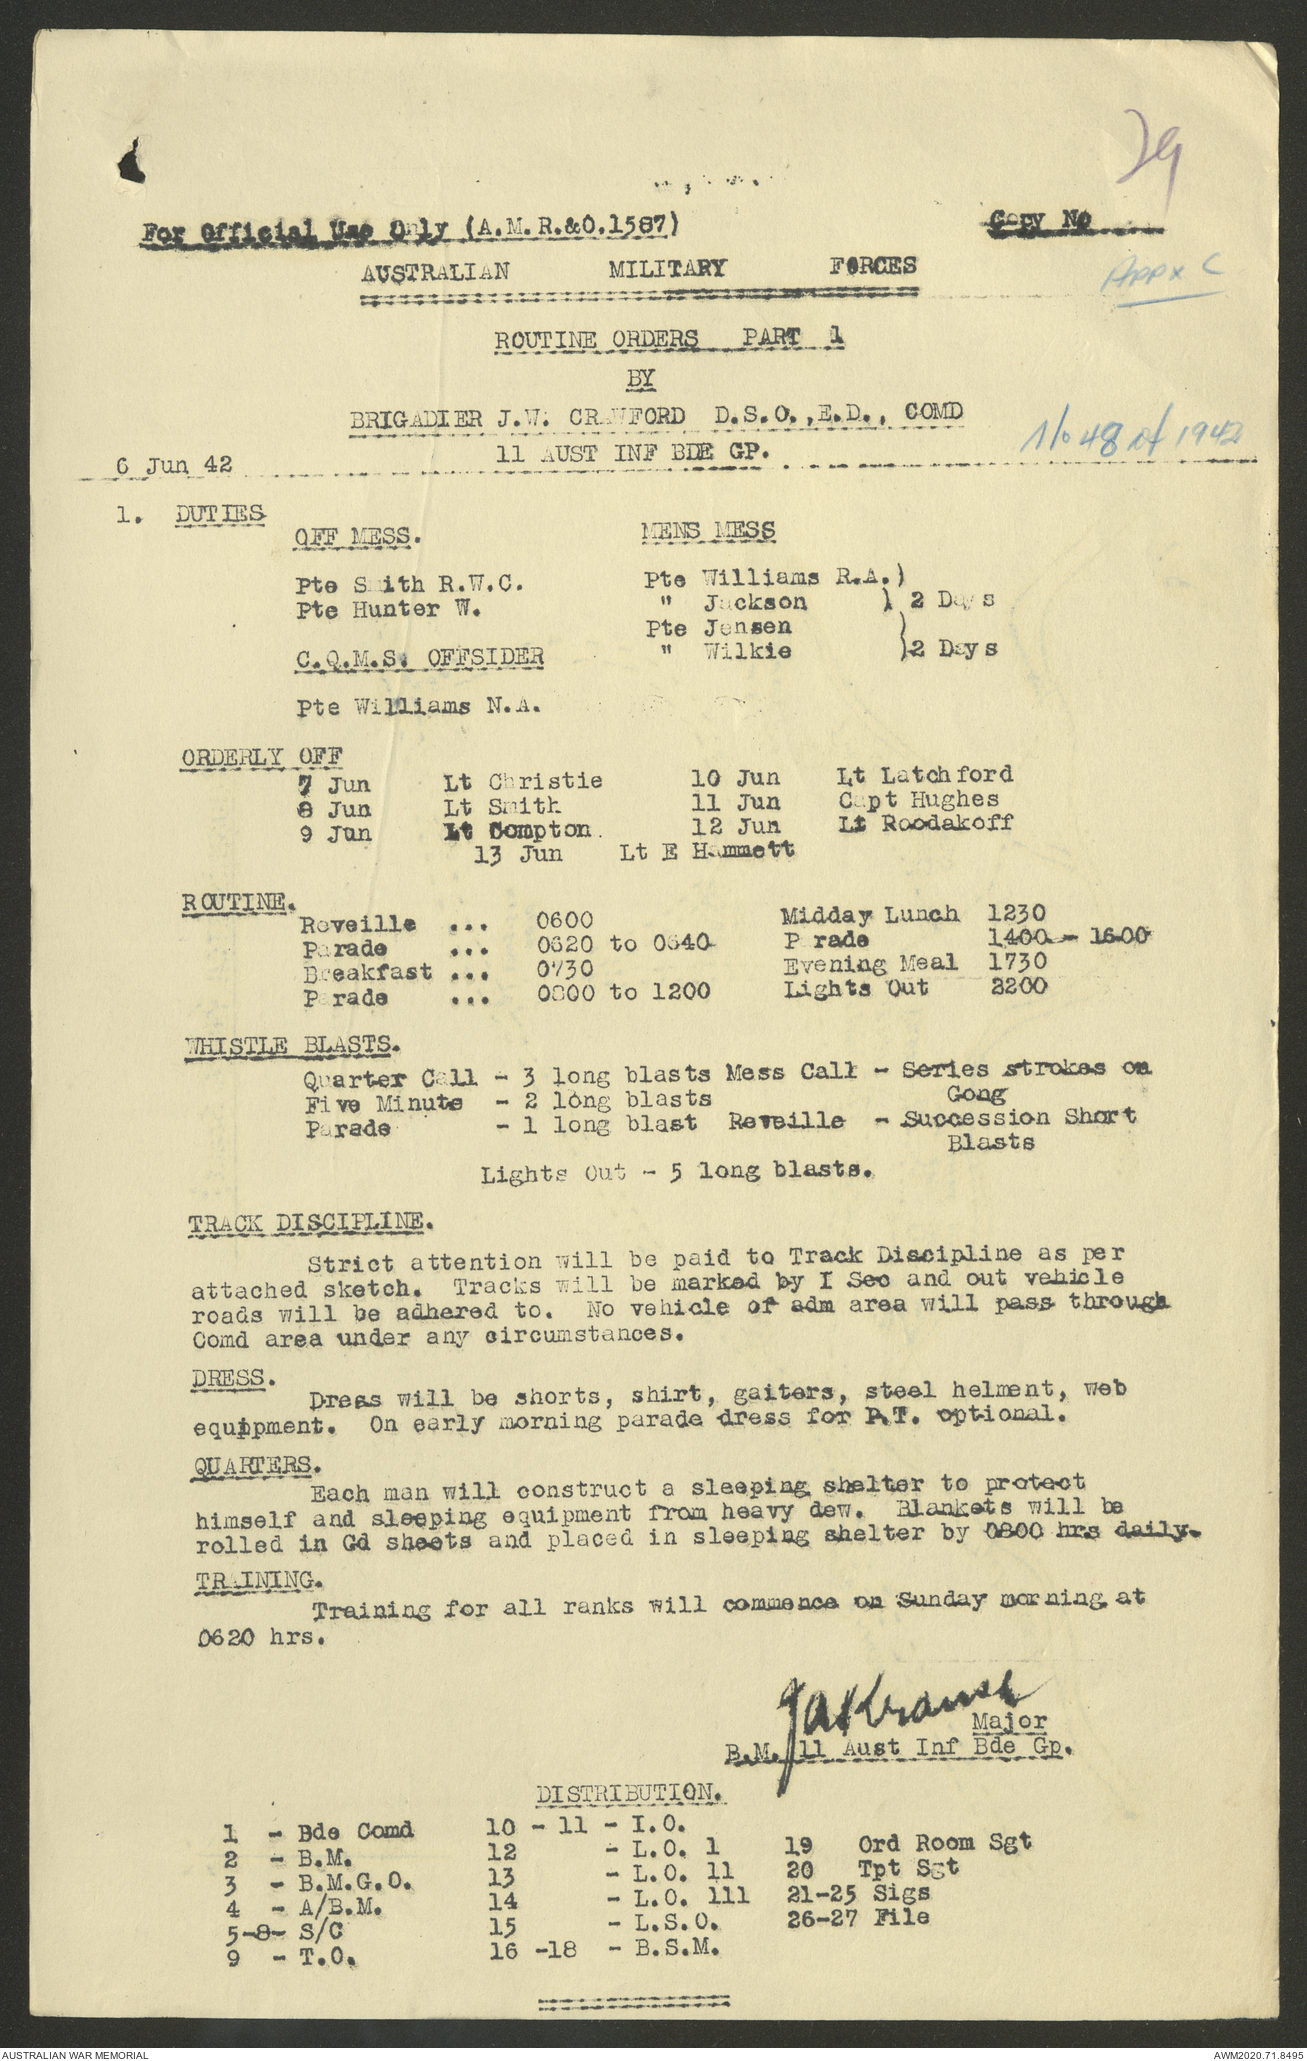 29
For Official Use Only (A.M.R.&O.1587)
Copy No......
AUSTRALIAN MILITARY FORCES
Appx C
ROUTINE ORDERS PART 1
BY
BRIGADIER J.W. CRAWFORD D.S.O.,E.D., COMD
No 48 of 1942
11 AUST INF BDE GP.
6 Jun 42
1. DUTIES
OFF MESS. MENS MESS
Pte Smith R.W.C. Pte Williams R.A.)
Pte Hunter W. " Jackson ) 2 Days
Pte Jensen )
C.Q.M.S. OFFSIDER " Wilkie )2 Days
Pte Williams N.A.
ORDERLY OFF
7 Jun Lt Christie 10 Jun Lt Latchford
8 Jun Lt Smith 11 Jun Capt Hughes
9 Jun Lt Compton. 12 Jun Lt Roodakoff
13 Jun Lt E Hammett
ROUTINE.
Reveille ... 0600 Midday Lunch 1230
Parade ... 0620 to 0640 Parade 1400 - 1600
Breakfast ... 0730 Evening Meal 1730
Parade ... 0800 to 1200 Lights Out 2200
WHISTLE BLASTS.
Quarter Call - 3 long blasts Mess Call - Series strokes on
Gong
Five Minute - 2 long blasts
Parade - 1 long blast Reveille - Succession Short
Blasts
Lights Out - 5 long blasts.
TRACK DISCIPLINE.
Strict attention will be paid to Track Discipline as per
attached sketch. Tracks will be marked by I Sec and out vehicle
roads will be adhered to. No vehicle of adm area will pass through
Comd area under any circumstances.
DRESS.
Dress will be shorts, shirt, gaiters, steel helment, web
equipment. On early morning parade dress for P.T. optional.
QUARTERS.
Each man will construct a sleeping shelter to protect
himself and sleeping equipment from heavy dew. Blankets will be
rolled in Gd sheets and placed in sleeping shelter by 0800 hrs daily.
TRAINING.
Training for all ranks will commence on Sunday morning at
0620 hrs.
JAKrausch
Major
B.M. 11 Aust Inf Bde Gp.
DISTRIBUTION.
1 - Bde Comd 10 - 11 - I.O.
2 - B.M. 12 - L.O. 1 19 Ord Room Sgt
3 - B.M.G.O. 13 - L.O. 11 20 Tpt Sgt
4 - A/B.M. 14 - L.O. 111 21-25 Sigs
5-8- S/C 15 - L.S.O. 26-27 File
9 - T.O. 16 -18 - B.S.M.
AUSTRALIAN WAR MEMORIAL
AWM2020.71.8495